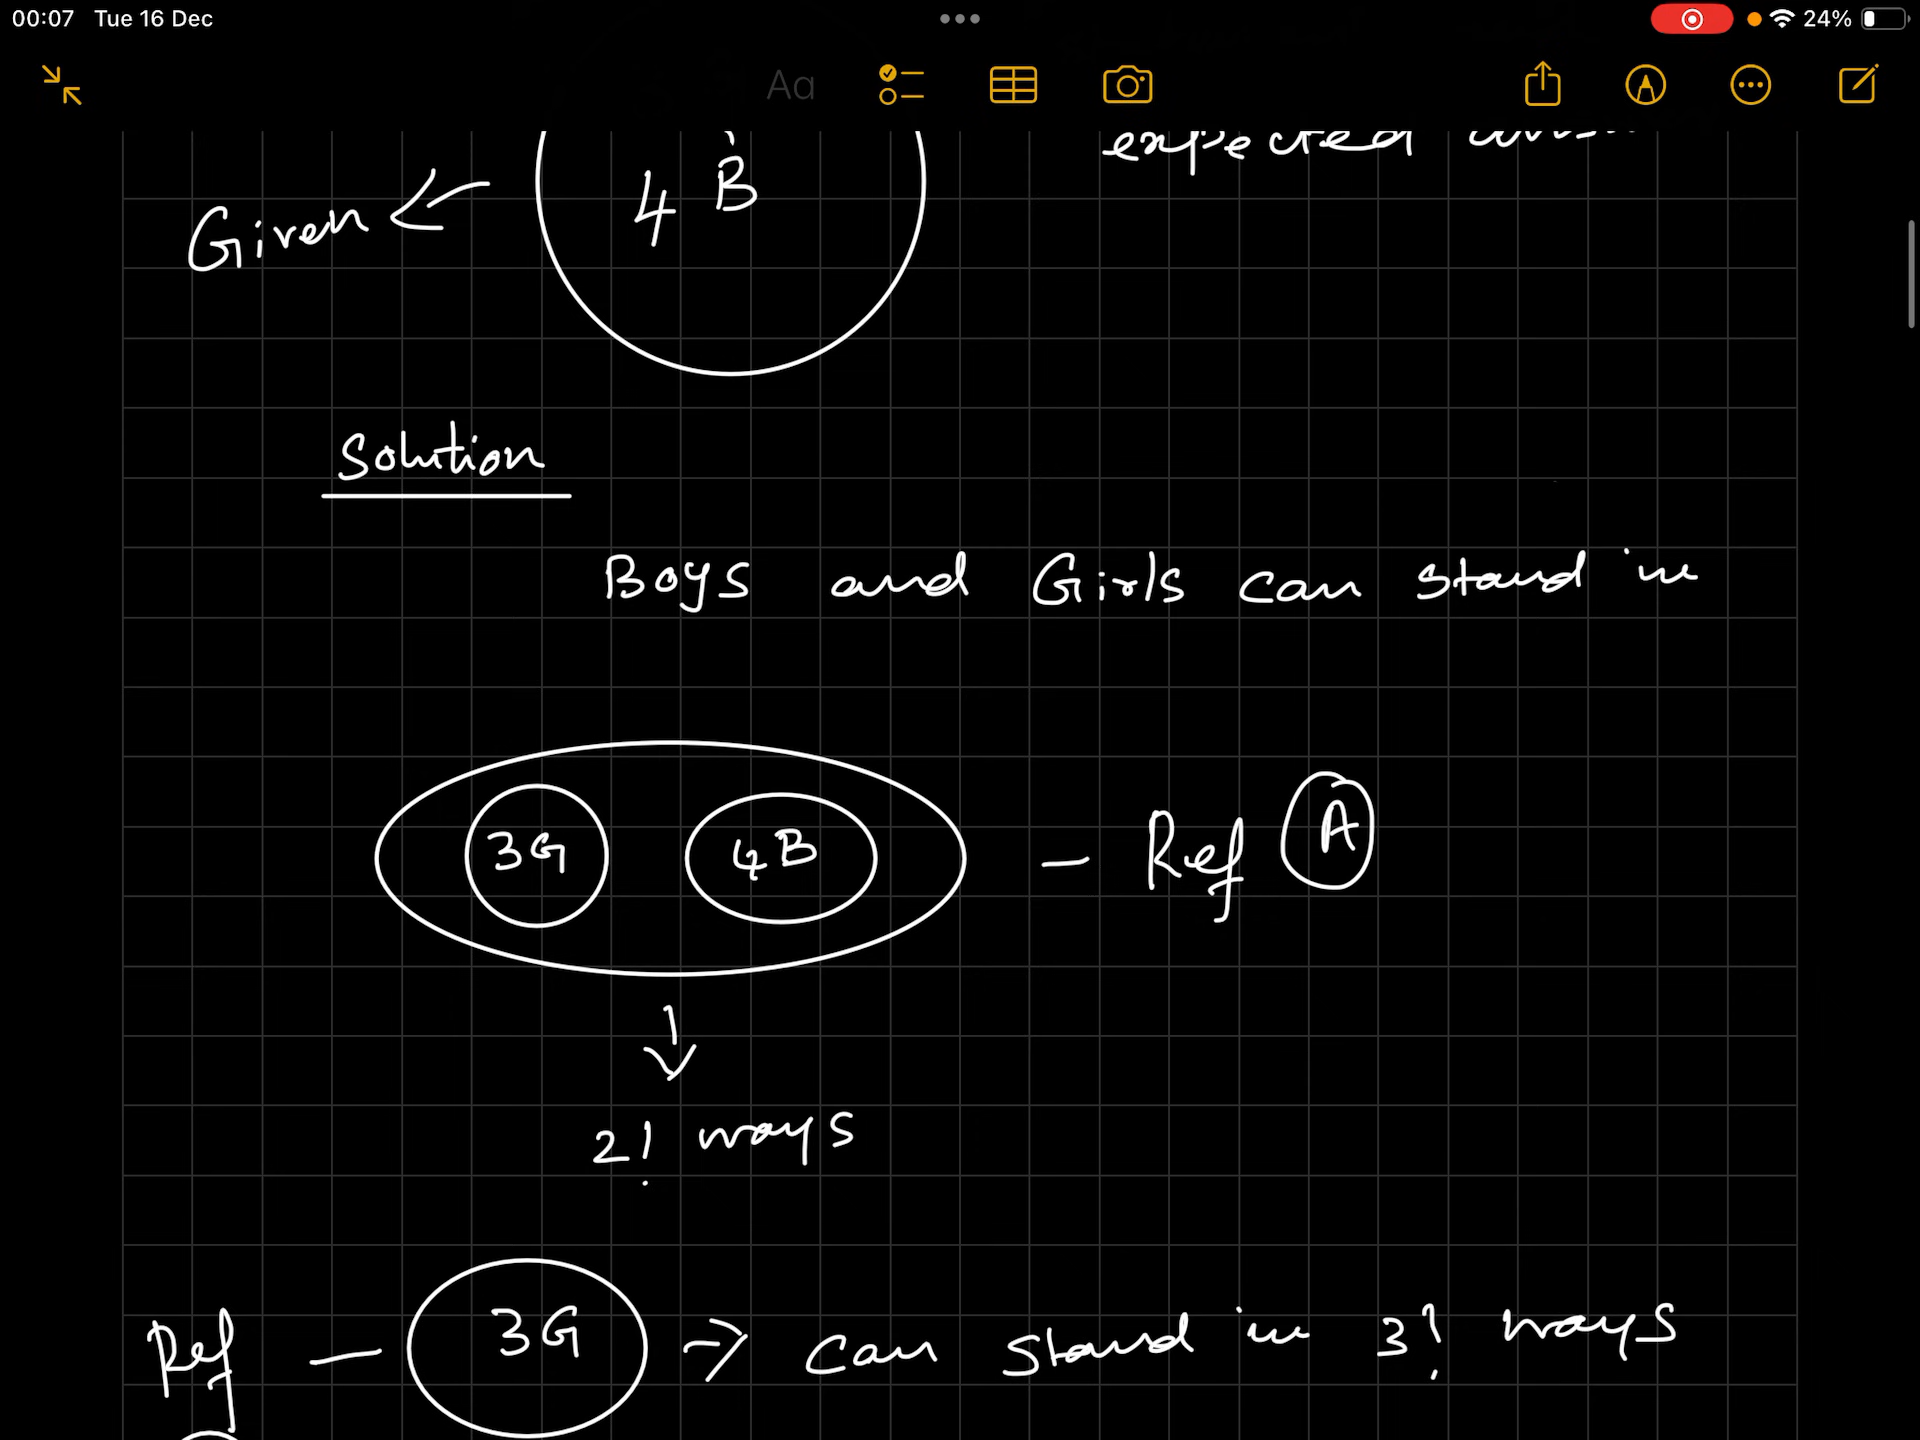 00:07 Tue 16 Dec
24%
Aa
expected
Given
4 B
Solution
Boys and Girls can stand in
3G 4B - Ref A
2! ways
Ref - 3G => can stand in 3! ways